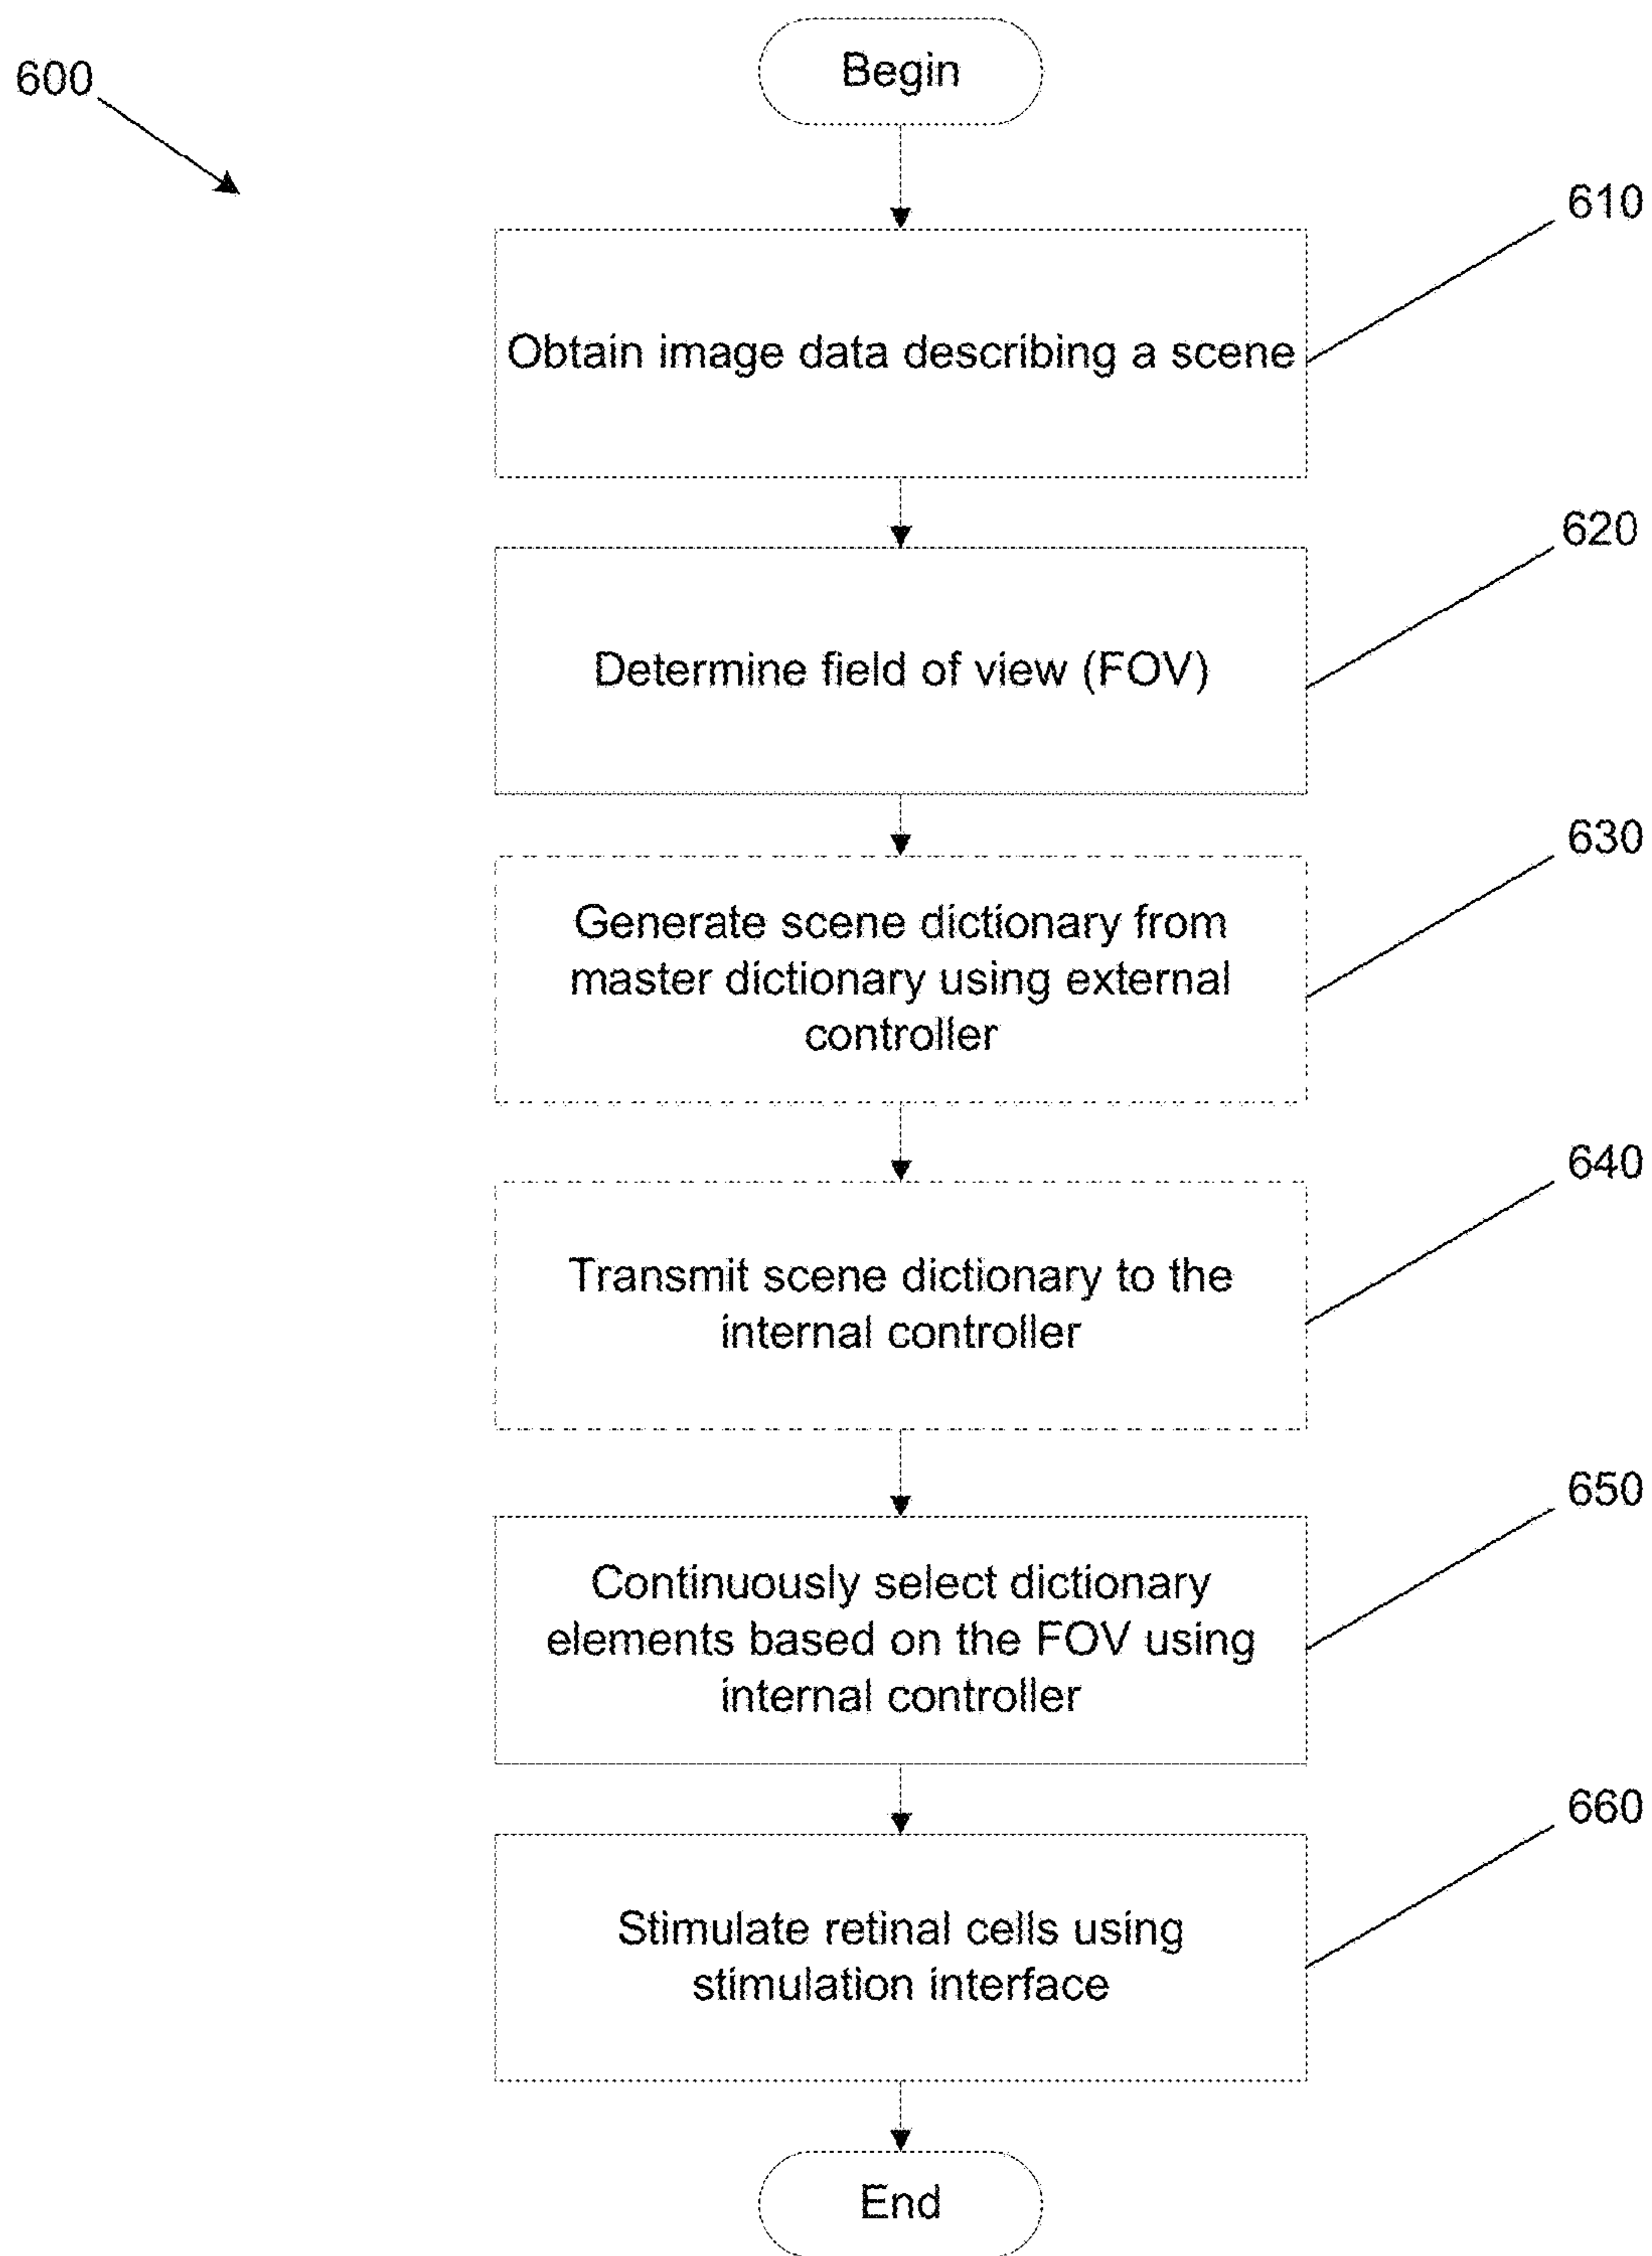 600
Begin
610
Obtain image data describing a scene
620
Determine field of view (FOV)
630
Generate scene dictionary from
master dictionary using external
controller
640
Transmit scene dictionary to the
internal controller
650
Continuously select dictionary
elements based on the FOV using
internal controller
660
Stimulate retinal cells using
stimulation interface
End